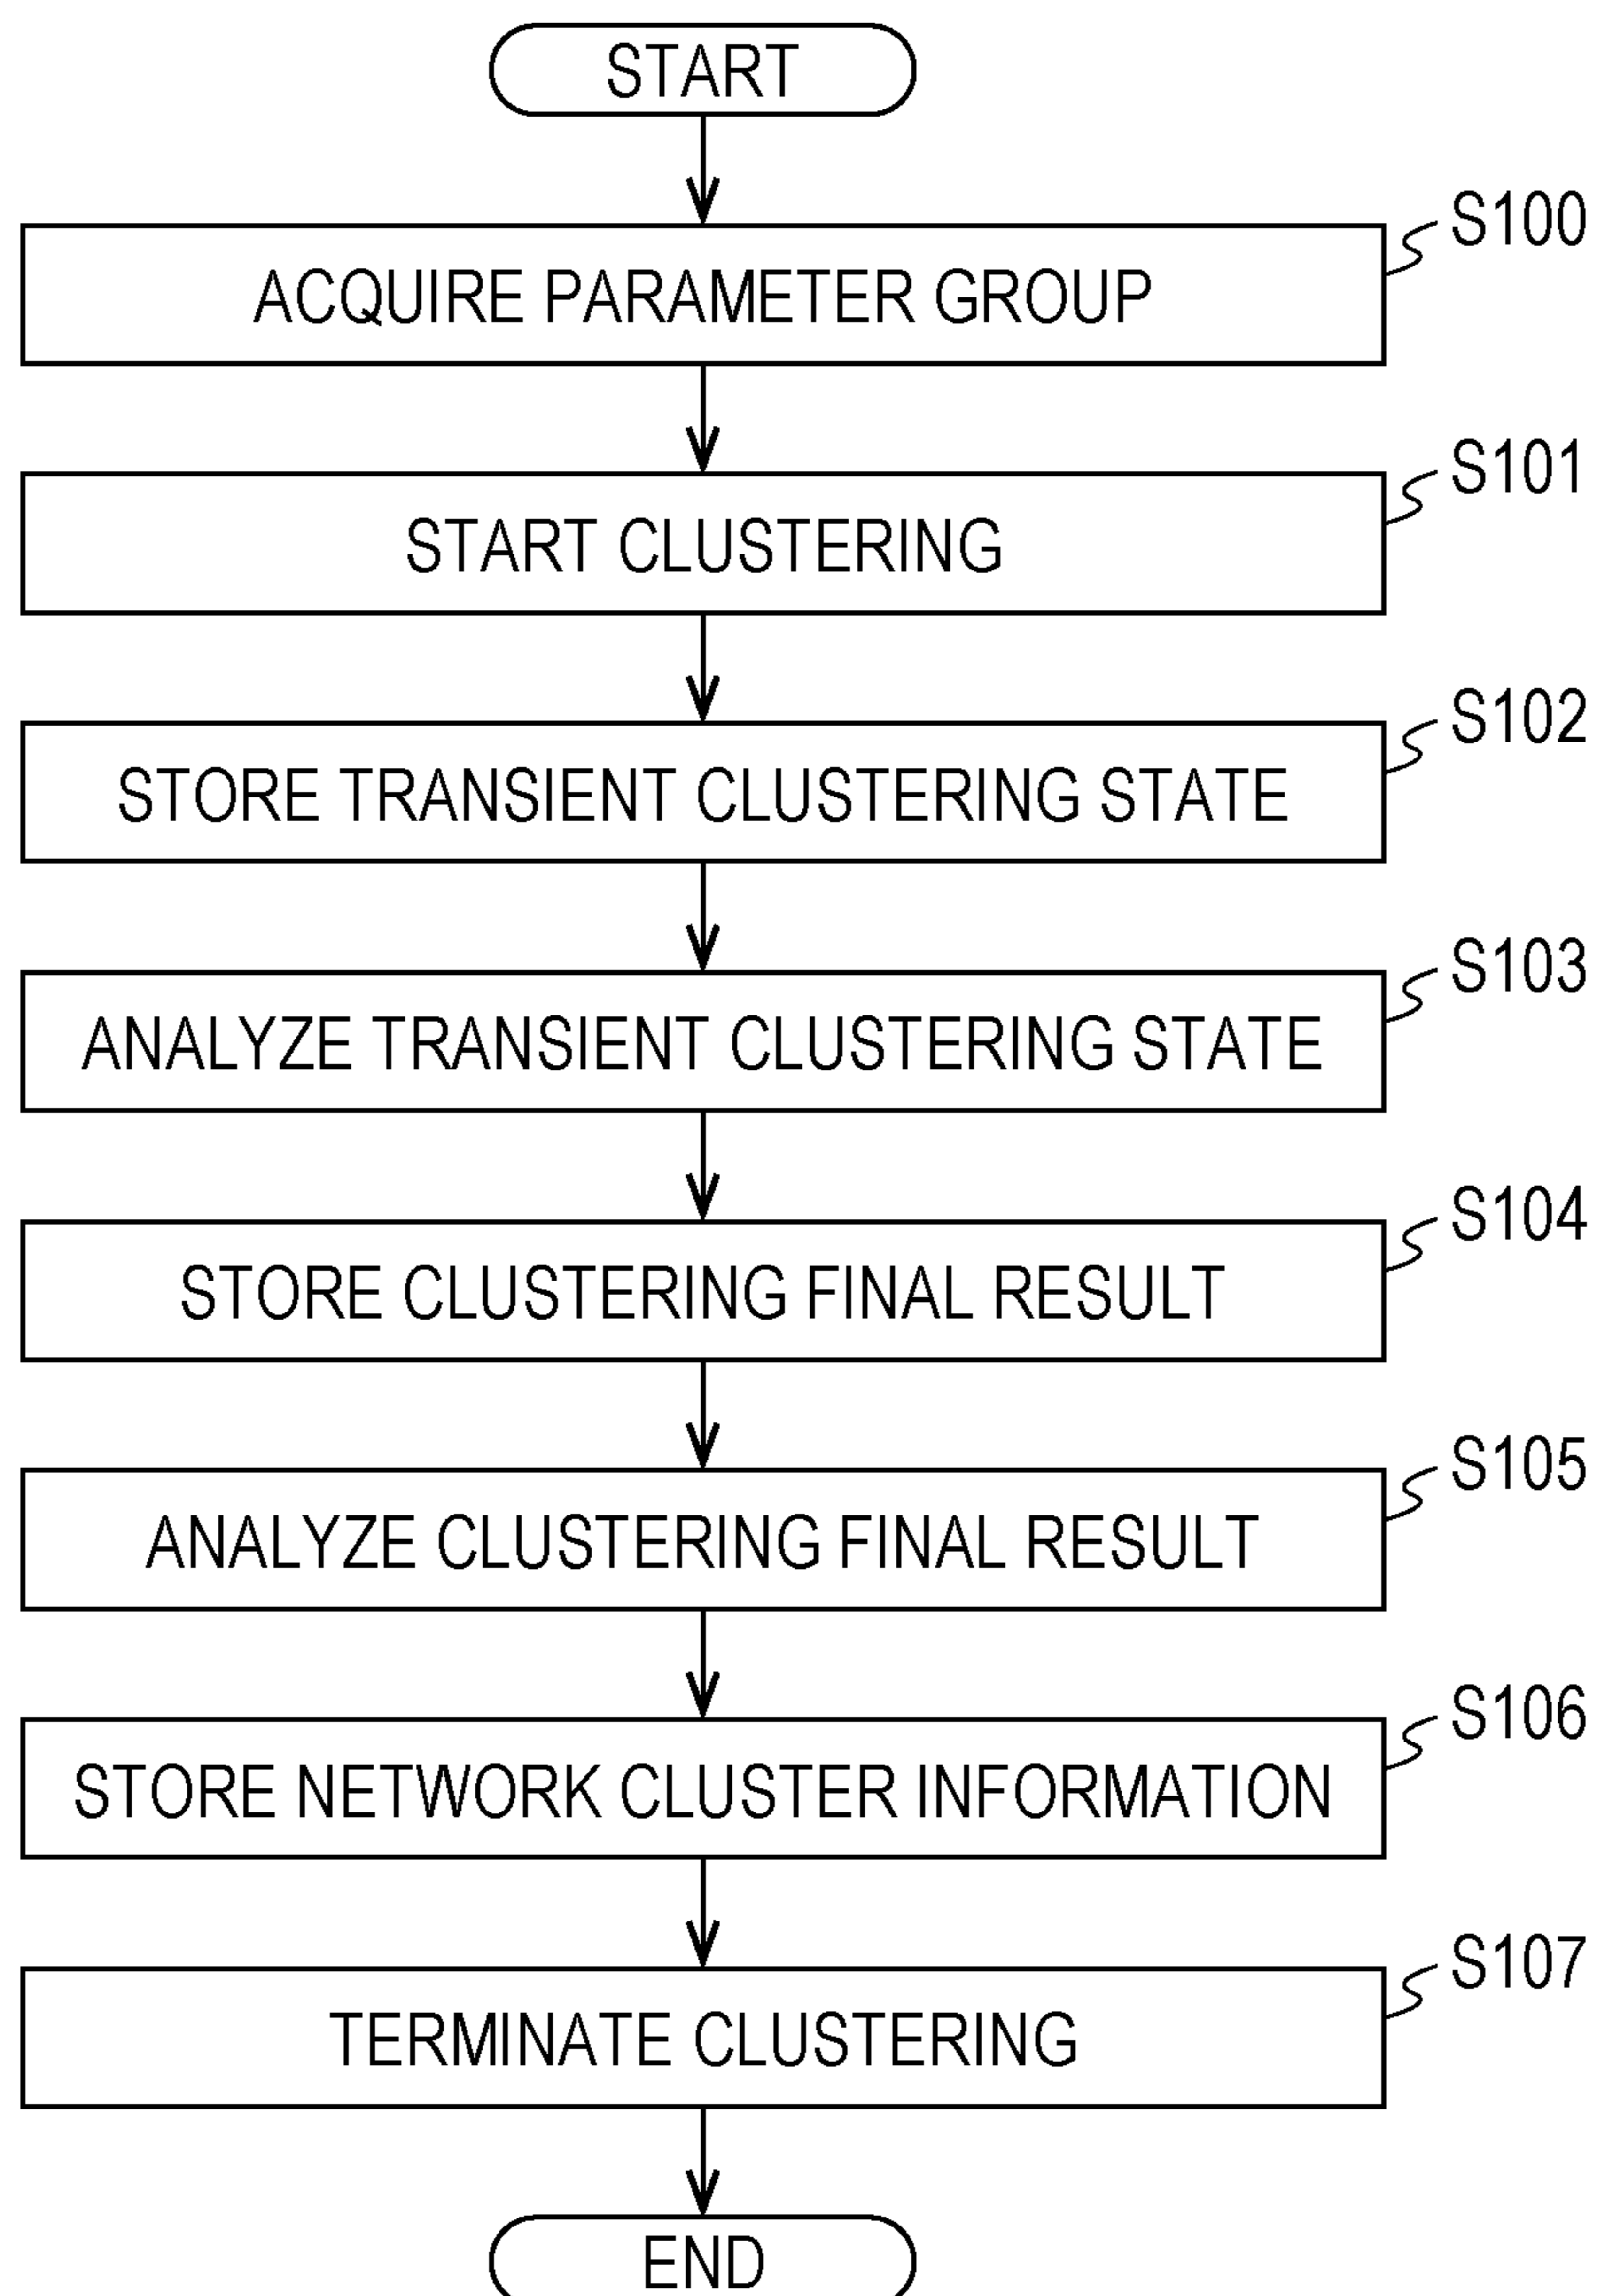 START
S100
ACQUIRE PARAMETER GROUP
S101
START CLUSTERING
S102
STORE TRANSIENT CLUSTERING STATE
S103
ANALYZE TRANSIENT CLUSTERING STATE
S104
STORE CLUSTERING FINAL RESULT
S105
ANALYZE CLUSTERING FINAL RESULT
S106
STORE NETWORK CLUSTER INFORMATION
S107
TERMINATE CLUSTERING
END